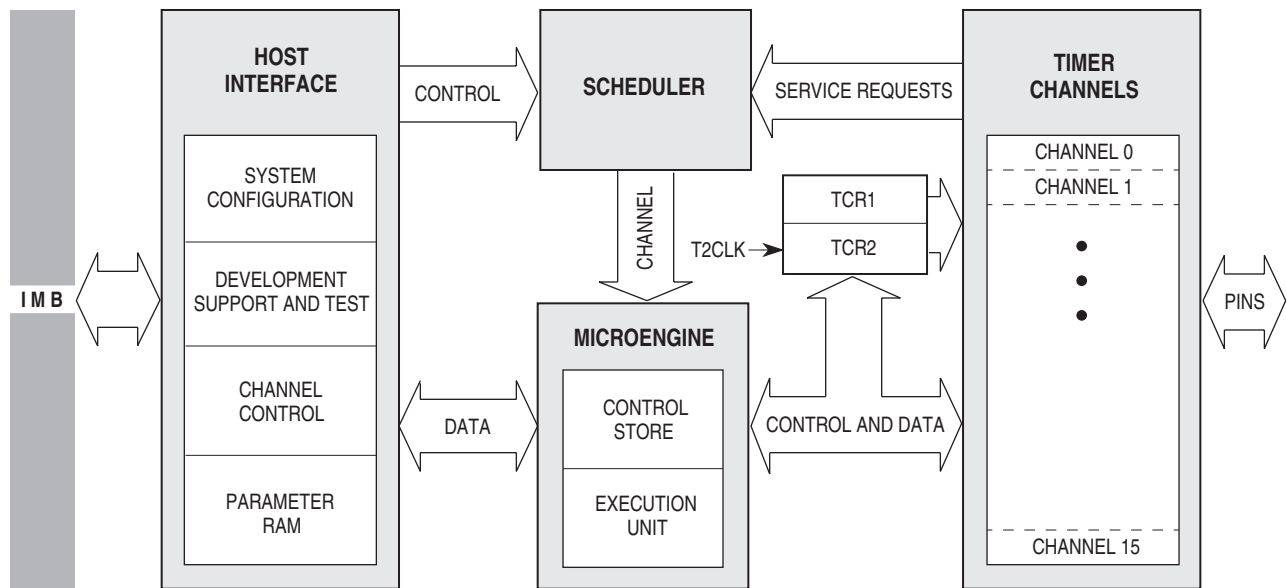 I M B
HOST
INTERFACE
SYSTEM
CONFIGURATION
DEVELOPMENT
SUPPORT AND TEST
CHANNEL
CONTROL
PARAMETER
RAM
CONTROL
DATA
SCHEDULER
CHANNEL
MICROENGINE
CONTROL
STORE
EXECUTION
UNIT
SERVICE REQUESTS
TCR1
T2CLK
TCR2
CONTROL AND DATA
TIMER
CHANNELS
CHANNEL 0
CHANNEL 1
CHANNEL 15
PINS